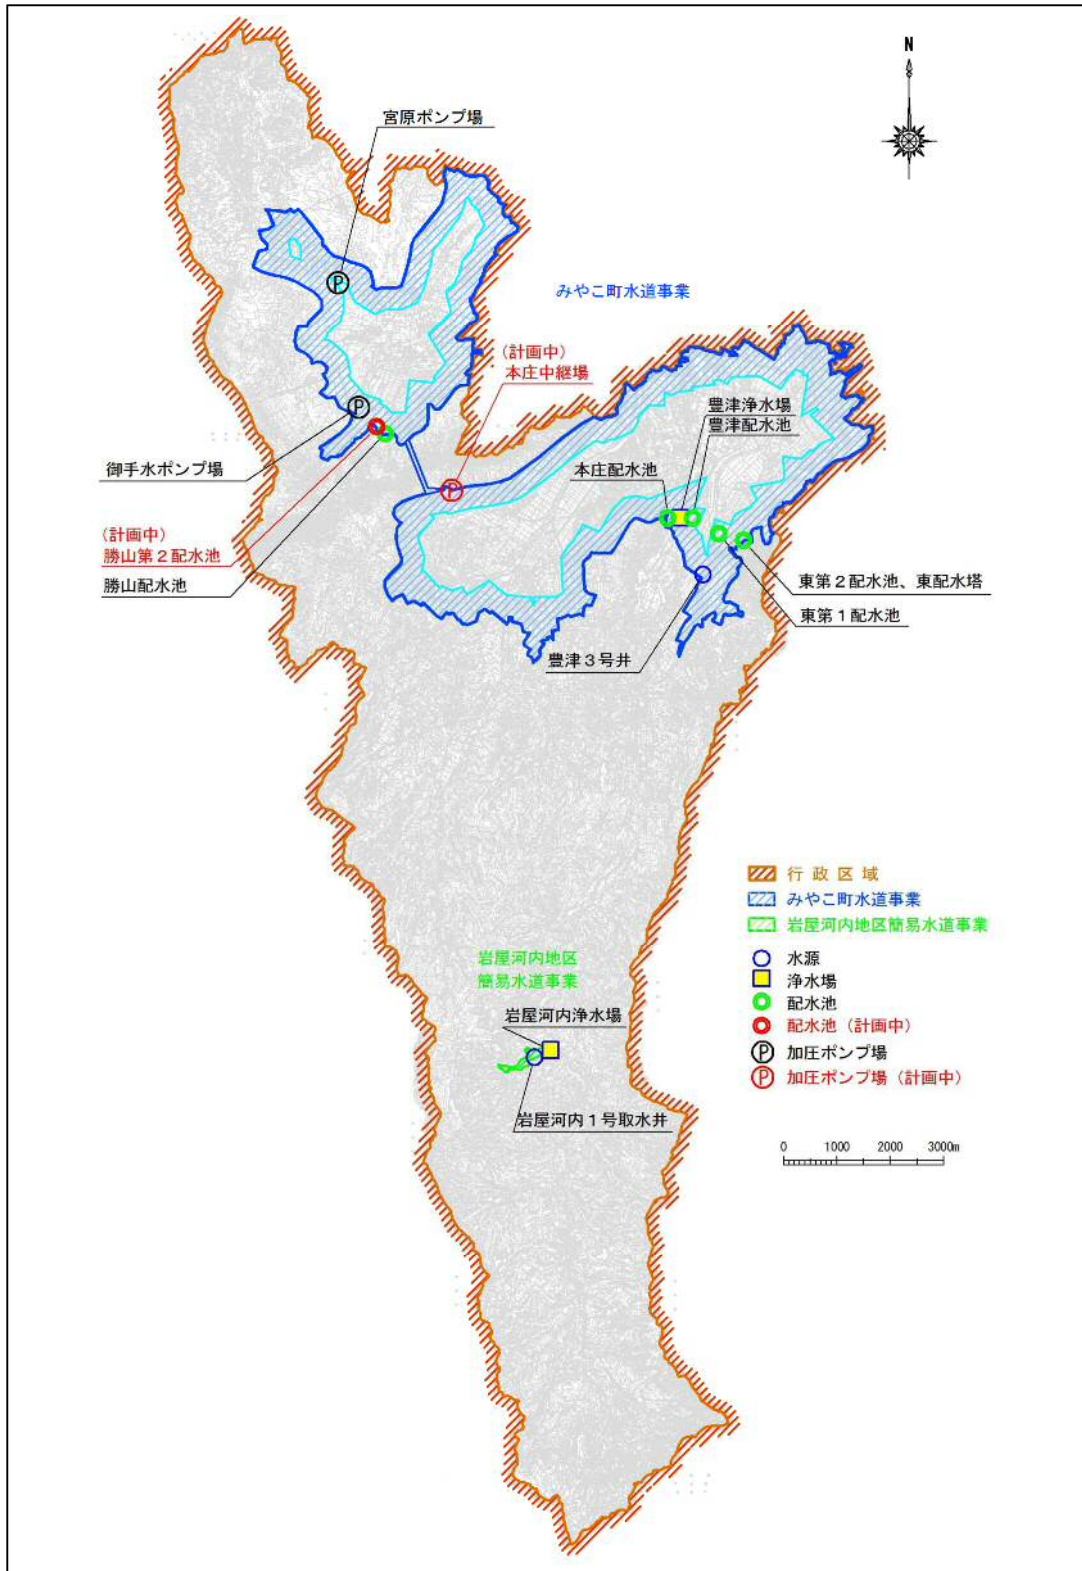 N
宮原ポンプ場
みやこ町水道事業
(計画中)
本庄中継場
豊津浄水場
豊津配水池
本庄配水池
御手水ポンプ場
(計画中)
勝山第２配水池
勝山配水池
東第２配水池、東配水塔
東第１配水池
豊津３号井
P
P
P
行政区域
みやこ町水道事業
岩屋河内地区簡易水道事業
水源
浄水場
配水池
配水池（計画中）
P 加圧ポンプ場
P 加圧ポンプ場（計画中）
岩屋河内地区
簡易水道事業
岩屋河内浄水場
岩屋河内１号取水井
0 1000 2000 3000m